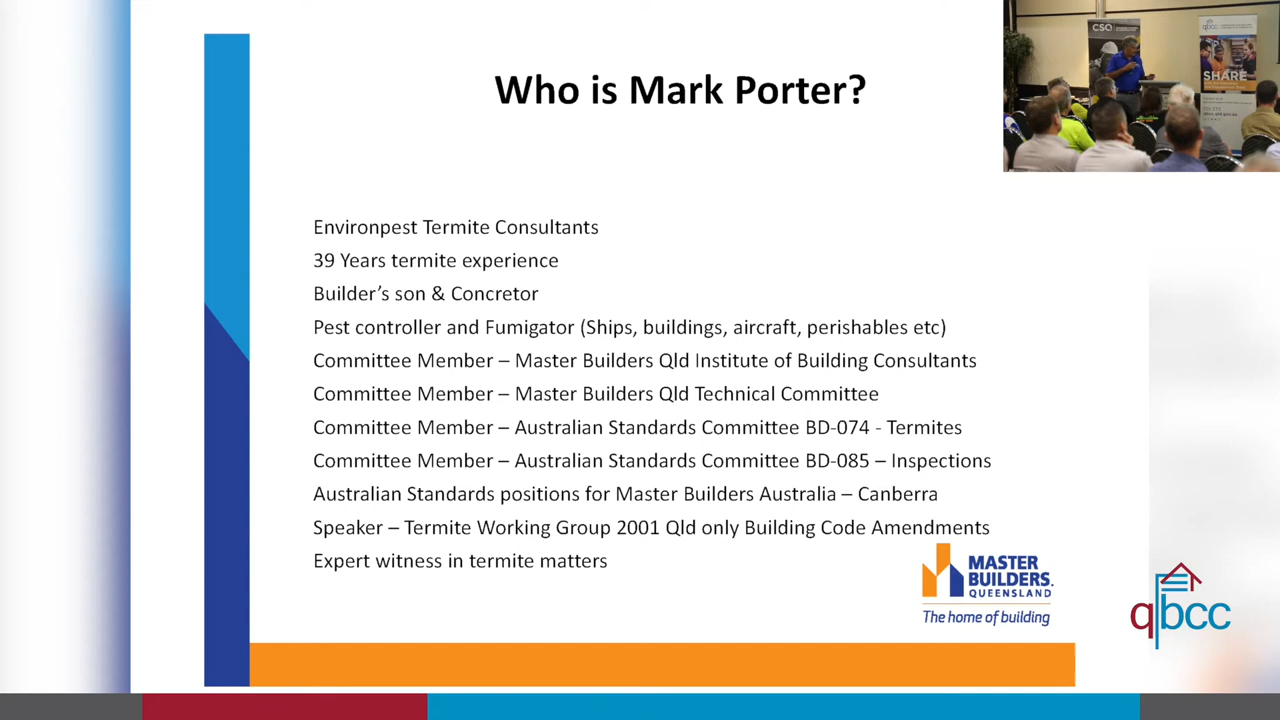 Who is Mark Porter?
CSQ
qbcc
SHARE
Environpest Termite Consultants
39 Years termite experience
Builder’s son & Concretor
Pest controller and Fumigator (Ships, buildings, aircraft, perishables etc)
Committee Member – Master Builders Qld Institute of Building Consultants
Committee Member – Master Builders Qld Technical Committee
Committee Member – Australian Standards Committee BD-074 - Termites
Committee Member – Australian Standards Committee BD-085 – Inspections
Australian Standards positions for Master Builders Australia – Canberra
Speaker – Termite Working Group 2001 Qld only Building Code Amendments
Expert witness in termite matters
MASTER
BUILDERS.
QUEENSLAND
The home of building
qbcc